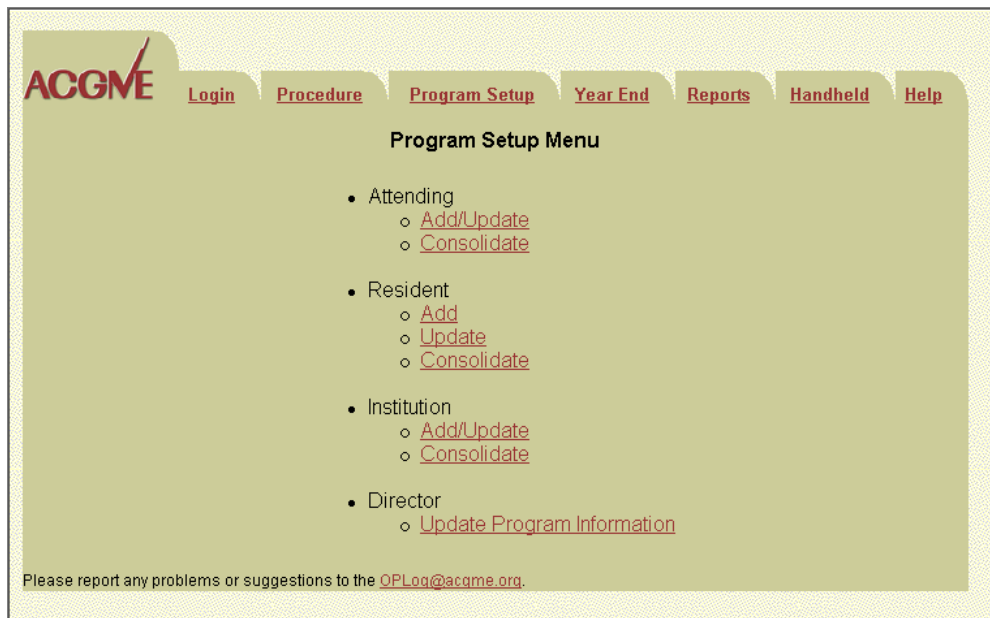 ACGME
Login Procedure Program Setup Year End Reports Handheld Help
Program Setup Menu
Attending
Add/Update
Consolidate
Resident
Add
Update
Consolidate
Institution
Add/Update
Consolidate
Director
Update Program Information
Please report any problems or suggestions to the OPLog@acgme.org.